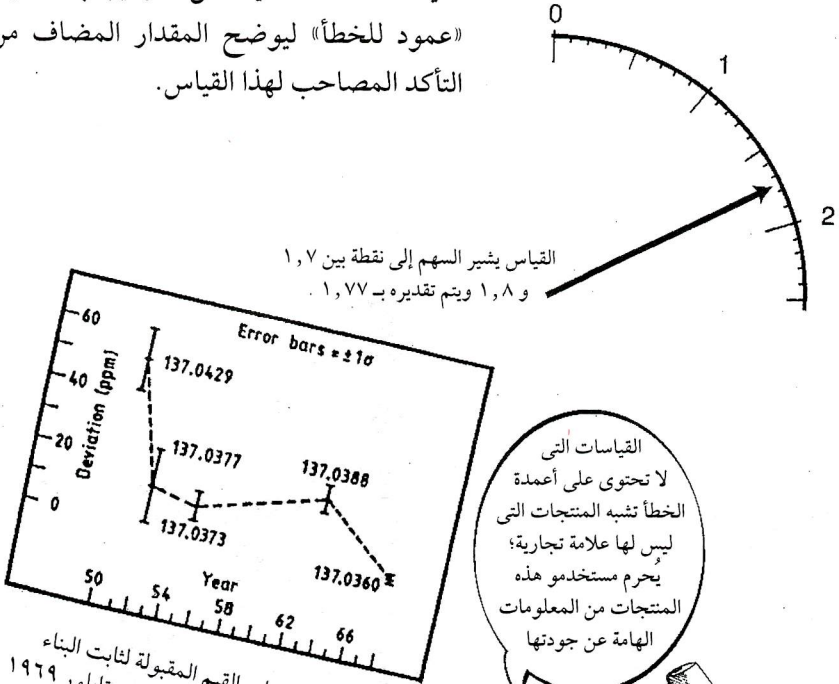 «عمود للخطأ» ليوضح المقدار المضاف من
التأكد المصاحب لهذا القياس.
0
1
2
القياس يشير السهم إلى نقطة بين ١,٧
و ١,٨ ويتم تقديره بـ ١,٧٧ .
Error bars = ±1σ
Deviation (ppm)
60
40
20
0
137.0429
137.0377
137.0373
137.0388
137.0360
50
54
58
62
66
Year
القيم المقبولة لثابت البناء
١٩٦٩
القياسات التى
لا تحتوى على أعمدة
الخطأ تشبه المنتجات التى
ليس لها علامة تجارية؛
يُحرم مستخدمو هذه
المنتجات من المعلومات
الهامة عن جودتها